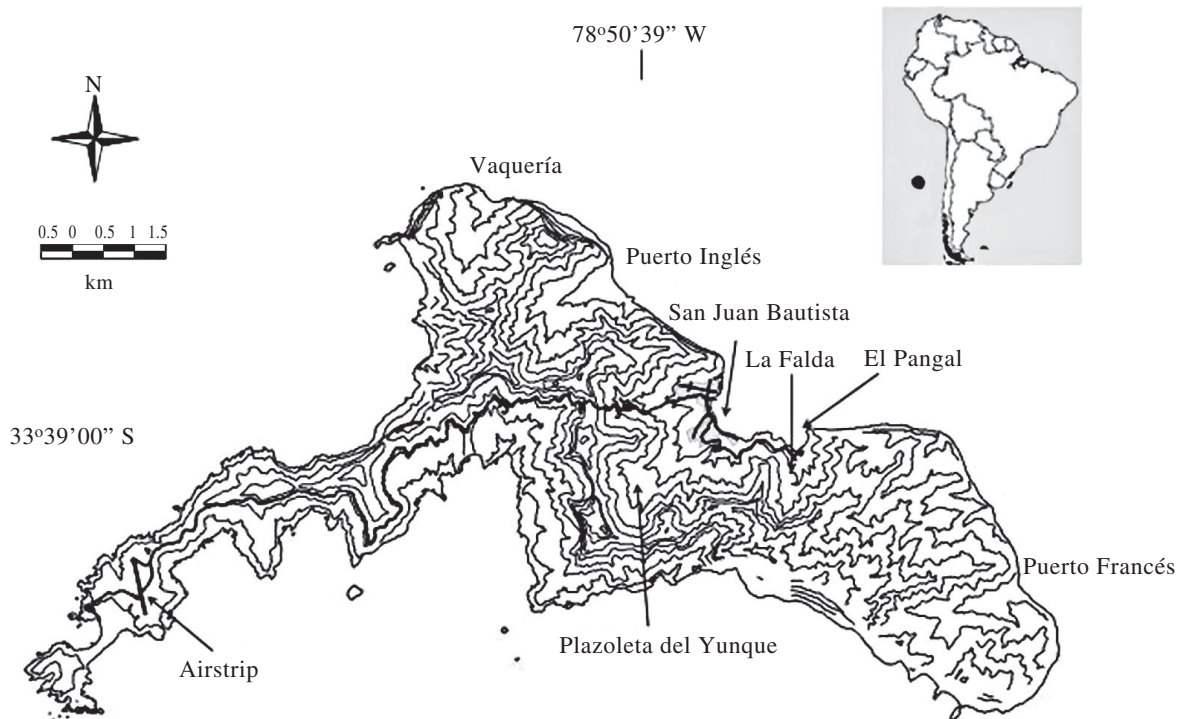 78°50'39" W
N
Vaquería
0.5 0 0.5 1 1.5
km
Puerto Inglés
San Juan Bautista
La Falda
El Pangal
33°39'00" S
Puerto Francés
Plazoleta del Yunque
Airstrip